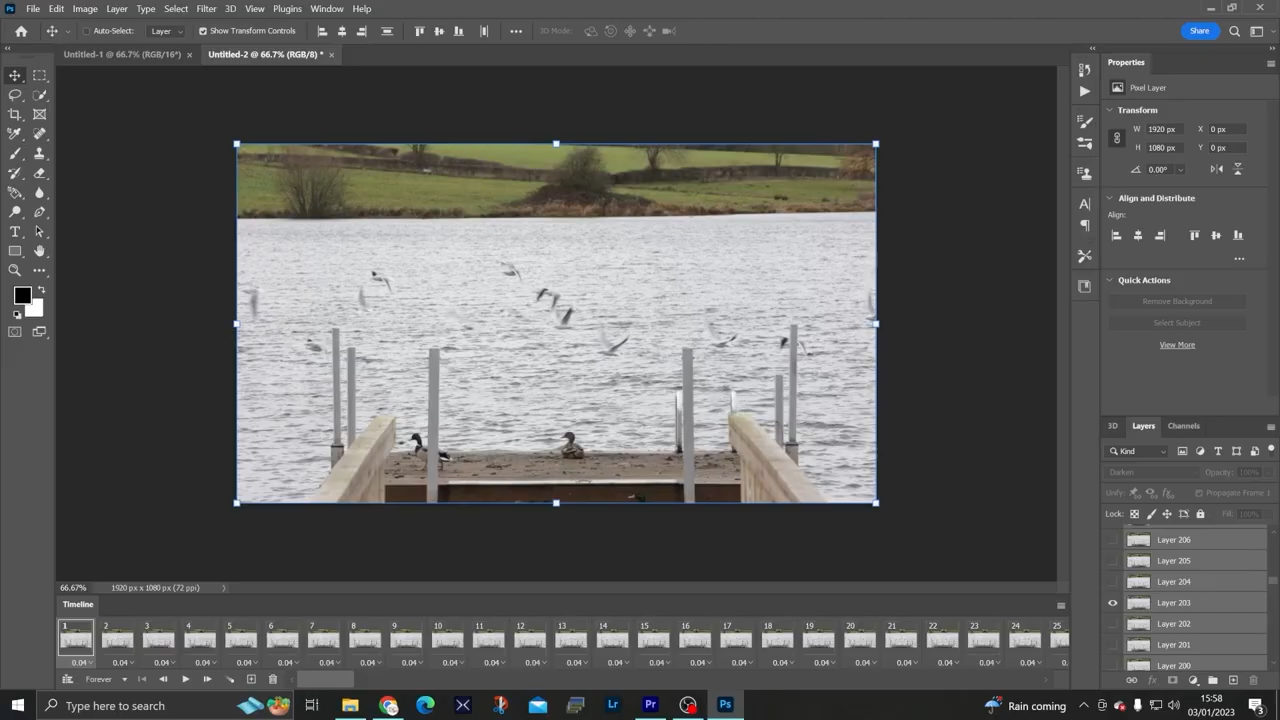 Ps File Edit Image Layer Type Select Filter 3D View Plugins Window Help
Auto-Select: Layer Show Transform Controls 3D Mode: Share
Untitled-1 @ 66.7% (RGB/16*) × Untitled-2 @ 66.7% (RGB/8) * ×
Properties
Pixel Layer
Transform
W 1920 px X 0 px
H 1080 px Y 0 px
0.00°
Align and Distribute
Align:
Quick Actions
Remove Background
Select Subject
View More
3D Layers Channels
Kind
Darken Opacity: 100%
Unify: Propagate Frame 1
Lock: Fill: 100%
Layer 206
Layer 205
Layer 204
Layer 203
Layer 202
Layer 201
Layer 200
66.67% 1920 px x 1080 px (72 ppi)
Timeline
1 2 3 4 5 6 7 8 9 10 11 12 13 14 15 16 17 18 19 20 21 22 23 24 25
0.04 0.04 0.04 0.04 0.04 0.04 0.04 0.04 0.04 0.04 0.04 0.04 0.04 0.04 0.04 0.04 0.04 0.04 0.04 0.04 0.04 0.04 0.04 0.04 0.04
Forever
Type here to search Lr Pr Ps Rain coming 15:58
03/01/2023 3